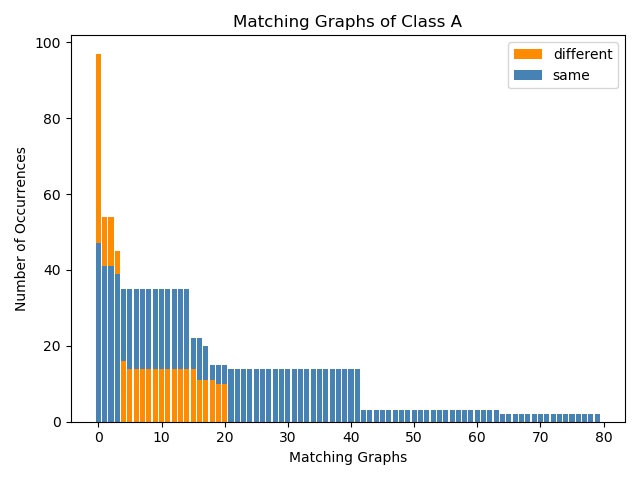 Matching Graphs of Class A
different
same
Number of Occurrences
100
80
60
40
20
0
0 10 20 30 40 50 60 70 80
Matching Graphs